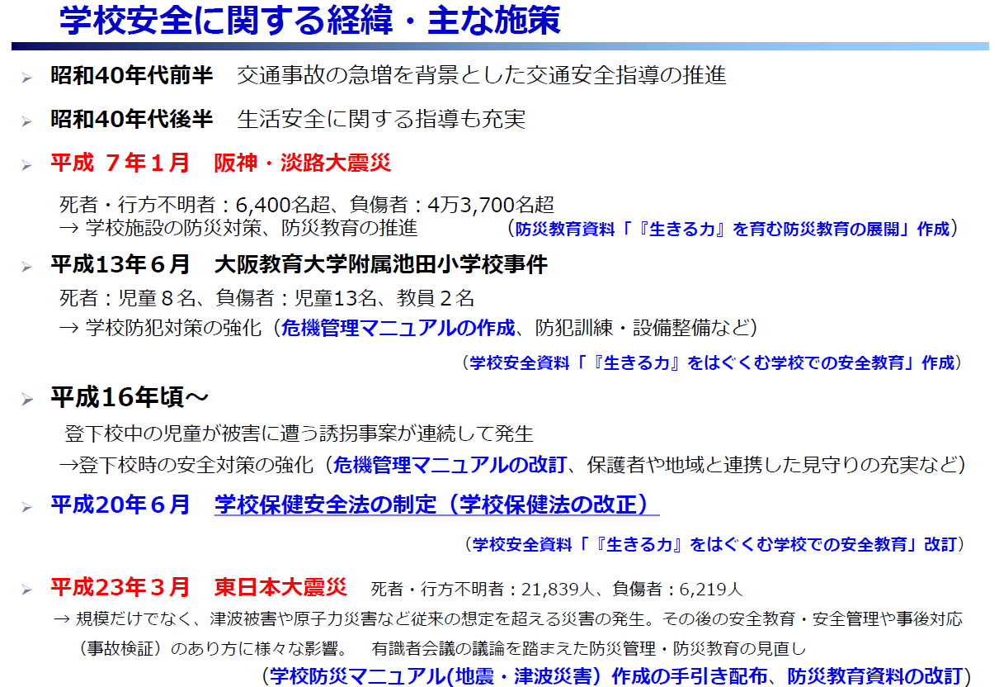 学校安全に関する経緯・主な施策
➢ 昭和40年代前半　交通事故の急増を背景とした交通安全指導の推進
➢ 昭和40年代後半　生活安全に関する指導も充実
➢ 平成 ７年１月　阪神・淡路大震災
死者・行方不明者：6,400名超、負傷者：4万3,700名超
→ 学校施設の防災対策、防災教育の推進　　　　（防災教育資料「『生きる力』を育む防災教育の展開」作成）
➢ 平成13年６月　大阪教育大学附属池田小学校事件
死者：児童８名、負傷者：児童13名、教員２名
→ 学校防犯対策の強化（危機管理マニュアルの作成、防犯訓練・設備整備など）
（学校安全資料「『生きる力』をはぐくむ学校での安全教育」作成）
➢ 平成16年頃～
登下校中の児童が被害に遭う誘拐事案が連続して発生
→登下校時の安全対策の強化（危機管理マニュアルの改訂、保護者や地域と連携した見守りの充実など）
➢ 平成20年６月　学校保健安全法の制定（学校保健法の改正）
（学校安全資料「『生きる力』をはぐくむ学校での安全教育」改訂）
➢ 平成23年３月　東日本大震災　死者・行方不明者：21,839人、負傷者：6,219人
→ 規模だけでなく、津波被害や原子力災害など従来の想定を超える災害の発生。その後の安全教育・安全管理や事後対応
（事故検証）のあり方に様々な影響。　有識者会議の議論を踏まえた防災管理・防災教育の見直し
（学校防災マニュアル(地震・津波災害）作成の手引き配布、防災教育資料の改訂)